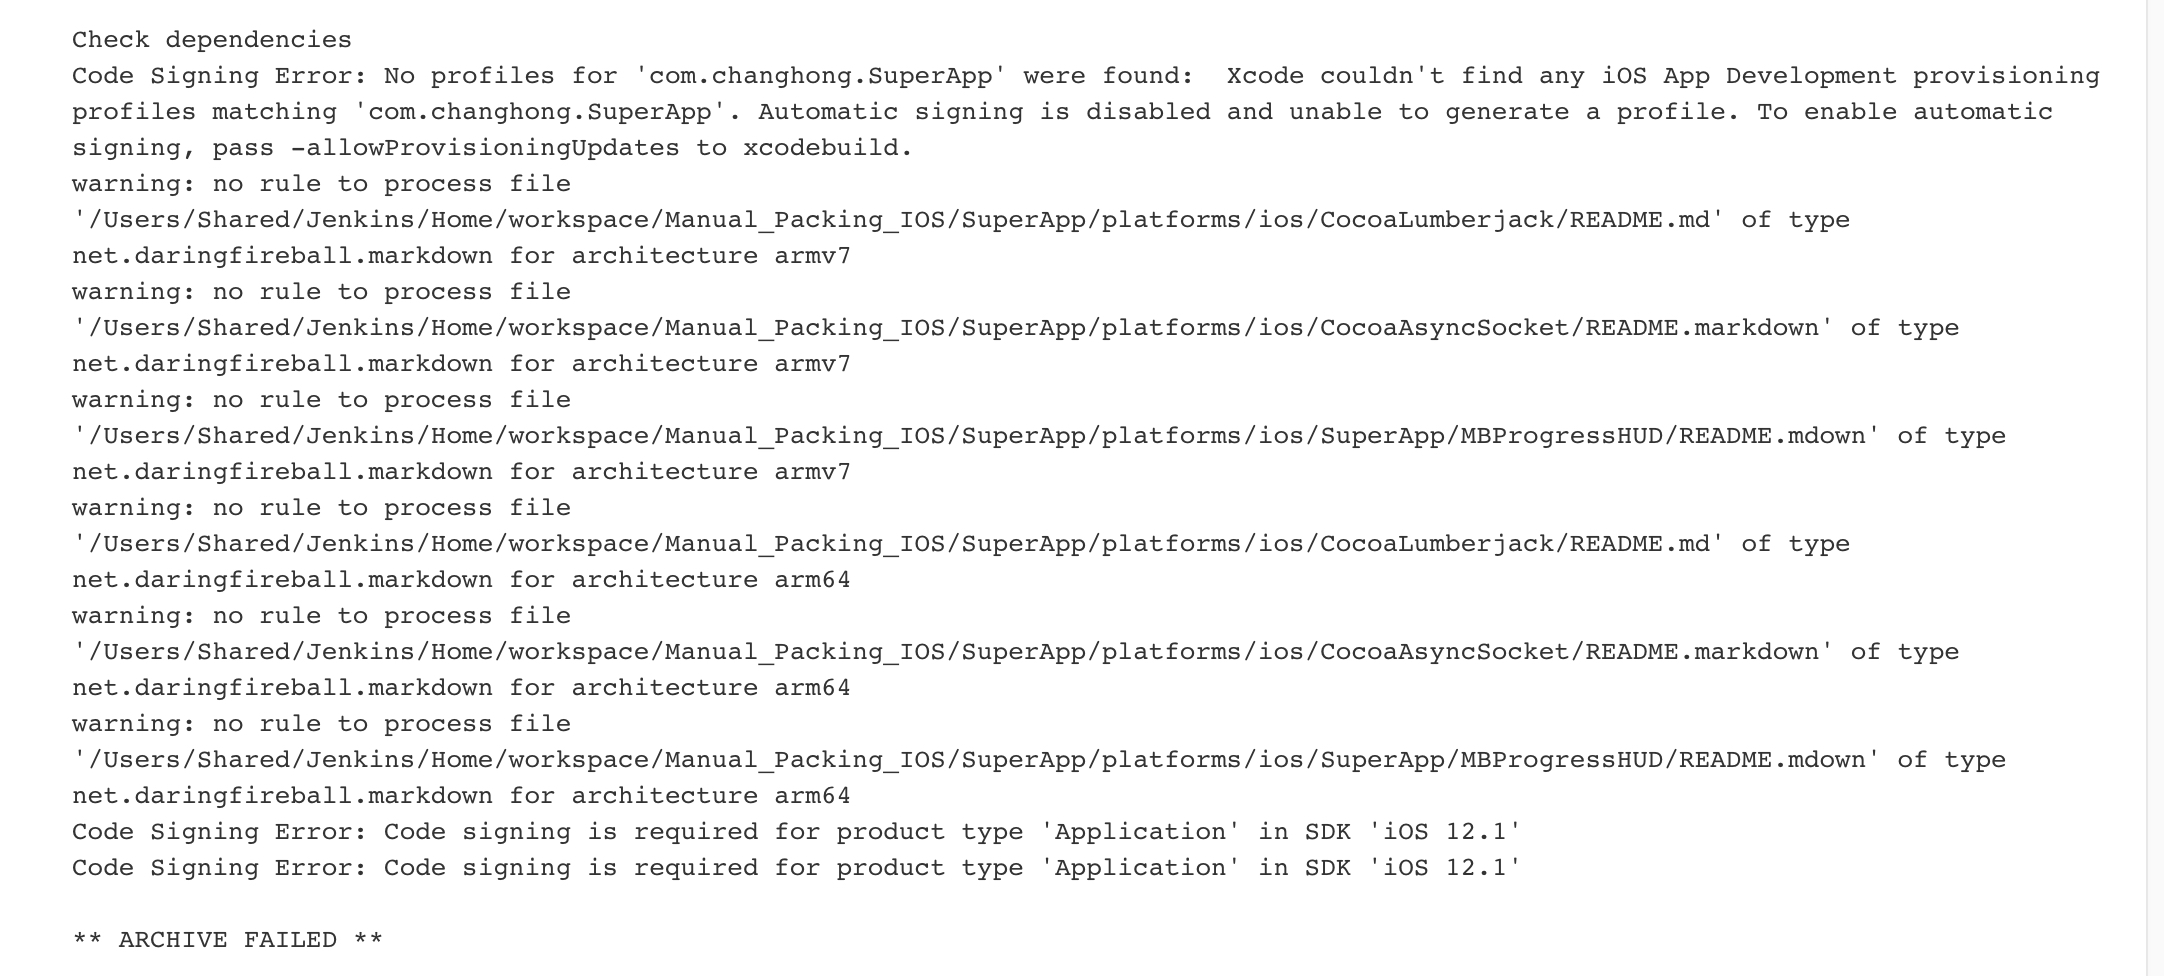 Check dependencies
Code Signing Error: No profiles for 'com.changhong.SuperApp' were found:  Xcode couldn't find any iOS App Development provisioning
profiles matching 'com.changhong.SuperApp'. Automatic signing is disabled and unable to generate a profile. To enable automatic
signing, pass -allowProvisioningUpdates to xcodebuild.
warning: no rule to process file
'/Users/Shared/Jenkins/Home/workspace/Manual_Packing_IOS/SuperApp/platforms/ios/CocoaLumberjack/README.md' of type
net.daringfireball.markdown for architecture armv7
warning: no rule to process file
'/Users/Shared/Jenkins/Home/workspace/Manual_Packing_IOS/SuperApp/platforms/ios/CocoaAsyncSocket/README.markdown' of type
net.daringfireball.markdown for architecture armv7
warning: no rule to process file
'/Users/Shared/Jenkins/Home/workspace/Manual_Packing_IOS/SuperApp/platforms/ios/SuperApp/MBProgressHUD/README.mdown' of type
net.daringfireball.markdown for architecture armv7
warning: no rule to process file
'/Users/Shared/Jenkins/Home/workspace/Manual_Packing_IOS/SuperApp/platforms/ios/CocoaLumberjack/README.md' of type
net.daringfireball.markdown for architecture arm64
warning: no rule to process file
'/Users/Shared/Jenkins/Home/workspace/Manual_Packing_IOS/SuperApp/platforms/ios/CocoaAsyncSocket/README.markdown' of type
net.daringfireball.markdown for architecture arm64
warning: no rule to process file
'/Users/Shared/Jenkins/Home/workspace/Manual_Packing_IOS/SuperApp/platforms/ios/SuperApp/MBProgressHUD/README.mdown' of type
net.daringfireball.markdown for architecture arm64
Code Signing Error: Code signing is required for product type 'Application' in SDK 'iOS 12.1'
Code Signing Error: Code signing is required for product type 'Application' in SDK 'iOS 12.1'
** ARCHIVE FAILED **